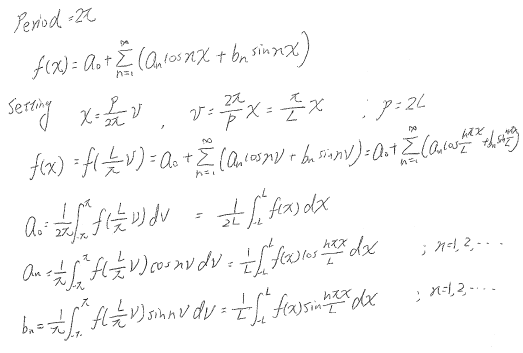 Period = 2π
f(x) = a₀ + ∑_{n=1}^{∞} (aₙ cos nx + bₙ sin nx)
Setting x = p/2π v , v = 2π/p x = π/L x ; p = 2L
f(x) = f(L/π v) = a₀ + ∑_{n=1}^{∞} (aₙ cos nv + bₙ sin nv) = a₀ + ∑_{n=1}^{∞} (aₙ cos nπx/L + bₙ sin nπx/L)
a₀ = 1/2π ∫_{-π}^{π} f(L/π v) dv = 1/2L ∫_{-L}^{L} f(x) dx
aₙ = 1/π ∫_{-π}^{π} f(L/π v) cos nv dv = 1/L ∫_{-L}^{L} f(x) cos nπx/L dx ; n=1, 2, ....
bₙ = 1/π ∫_{-π}^{π} f(L/π v) sin nv dv = 1/L ∫_{-L}^{L} f(x) sin nπx/L dx ; n=1, 2, ....